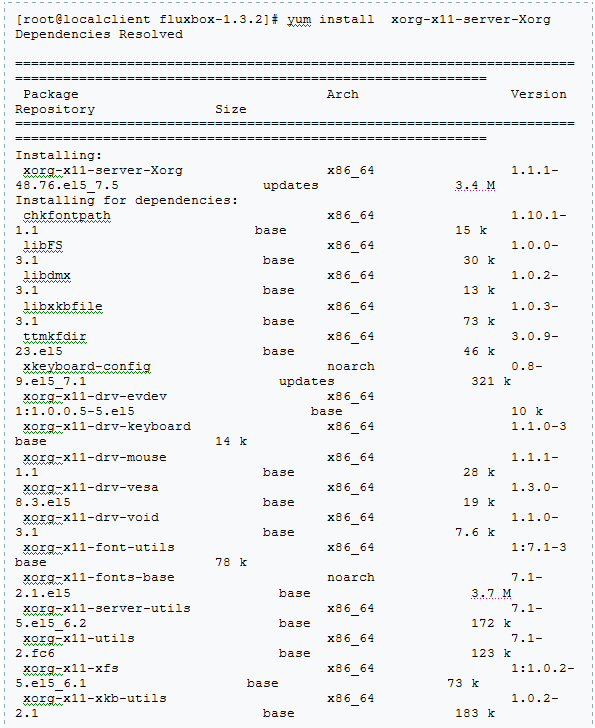 [root@localclient fluxbox-1.3.2]# yum install  xorg-x11-server-Xorg
Dependencies Resolved
======================================================================
===========================================================
Package Arch Version
Repository Size
======================================================================
===========================================================
Installing:
xorg-x11-server-Xorg x86_64 1.1.1-
48.76.el5_7.5 updates 3.4 M
Installing for dependencies:
chkfontpath x86_64 1.10.1-
1.1 base 15 k
libFS x86_64 1.0.0-
3.1 base 30 k
libdmx x86_64 1.0.2-
3.1 base 13 k
libxkbfile x86_64 1.0.3-
3.1 base 73 k
ttmkfdir x86_64 3.0.9-
23.el5 base 46 k
xkeyboard-config noarch 0.8-
9.el5_7.1 updates 321 k
xorg-x11-drv-evdev x86_64
1:1.0.0.5-5.el5 base 10 k
xorg-x11-drv-keyboard x86_64 1.1.0-3
base 14 k
xorg-x11-drv-mouse x86_64 1.1.1-
1.1 base 28 k
xorg-x11-drv-vesa x86_64 1.3.0-
8.3.el5 base 19 k
xorg-x11-drv-void x86_64 1.1.0-
3.1 base 7.6 k
xorg-x11-font-utils x86_64 1:7.1-3
base 78 k
xorg-x11-fonts-base noarch 7.1-
2.1.el5 base 3.7 M
xorg-x11-server-utils x86_64 7.1-
5.el5_6.2 base 172 k
xorg-x11-utils x86_64 7.1-
2.fc6 base 123 k
xorg-x11-xfs x86_64 1:1.0.2-
5.el5_6.1 base 73 k
xorg-x11-xkb-utils x86_64 1.0.2-
2.1 base 183 k